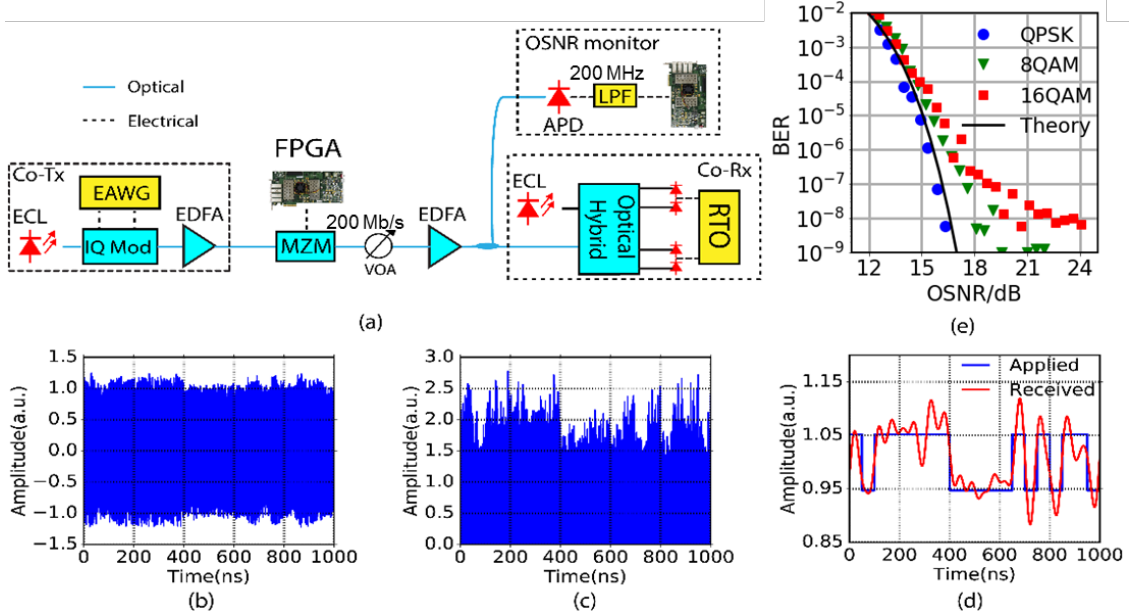 Optical
Electrical
OSNR monitor
200 MHz
LPF
APD
FPGA
Co-Tx
EAWG
ECL
EDFA
IQ Mod
MZM
200 Mb/s
VOA
EDFA
ECL
Co-Rx
Optical
Hybrid
RTO
(a)
10⁻²
10⁻³
10⁻⁴
10⁻⁵
10⁻⁶
10⁻⁷
10⁻⁸
10⁻⁹
BER
QPSK
8QAM
16QAM
Theory
12 15 18 21 24
OSNR/dB
(e)
1.5
1.0
0.5
0.0
−0.5
−1.0
−1.5
Amplitude(a.u.)
0 200 400 600 800 1000
Time(ns)
(b)
3.0
2.5
2.0
1.5
1.0
0.5
0.0
Amplitude(a.u.)
0 200 400 600 800 1000
Time(ns)
(c)
Applied
Received
1.15
1.05
0.95
0.85
Amplitude(a.u.)
0 200 400 600 800 1000
Time(ns)
(d)